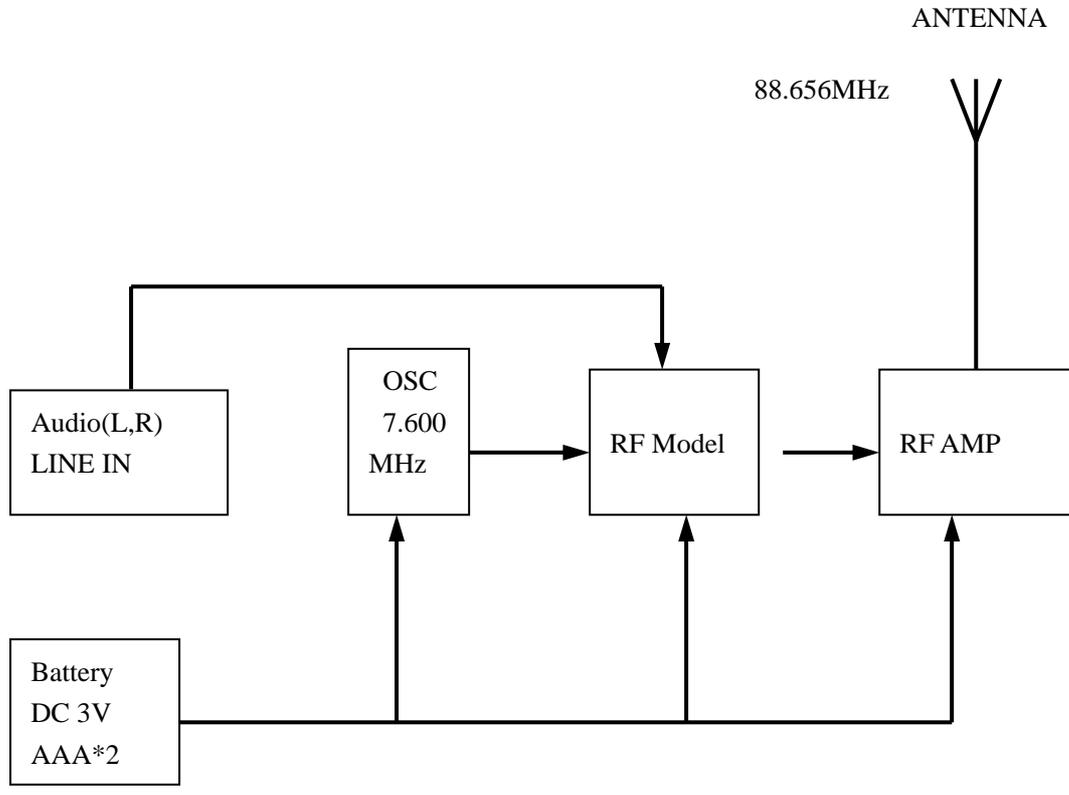 ANTENNA
88.656MHz
Audio(L,R)
LINE IN
OSC
7.600
MHz
RF Model
RF AMP
Battery
DC 3V
AAA*2